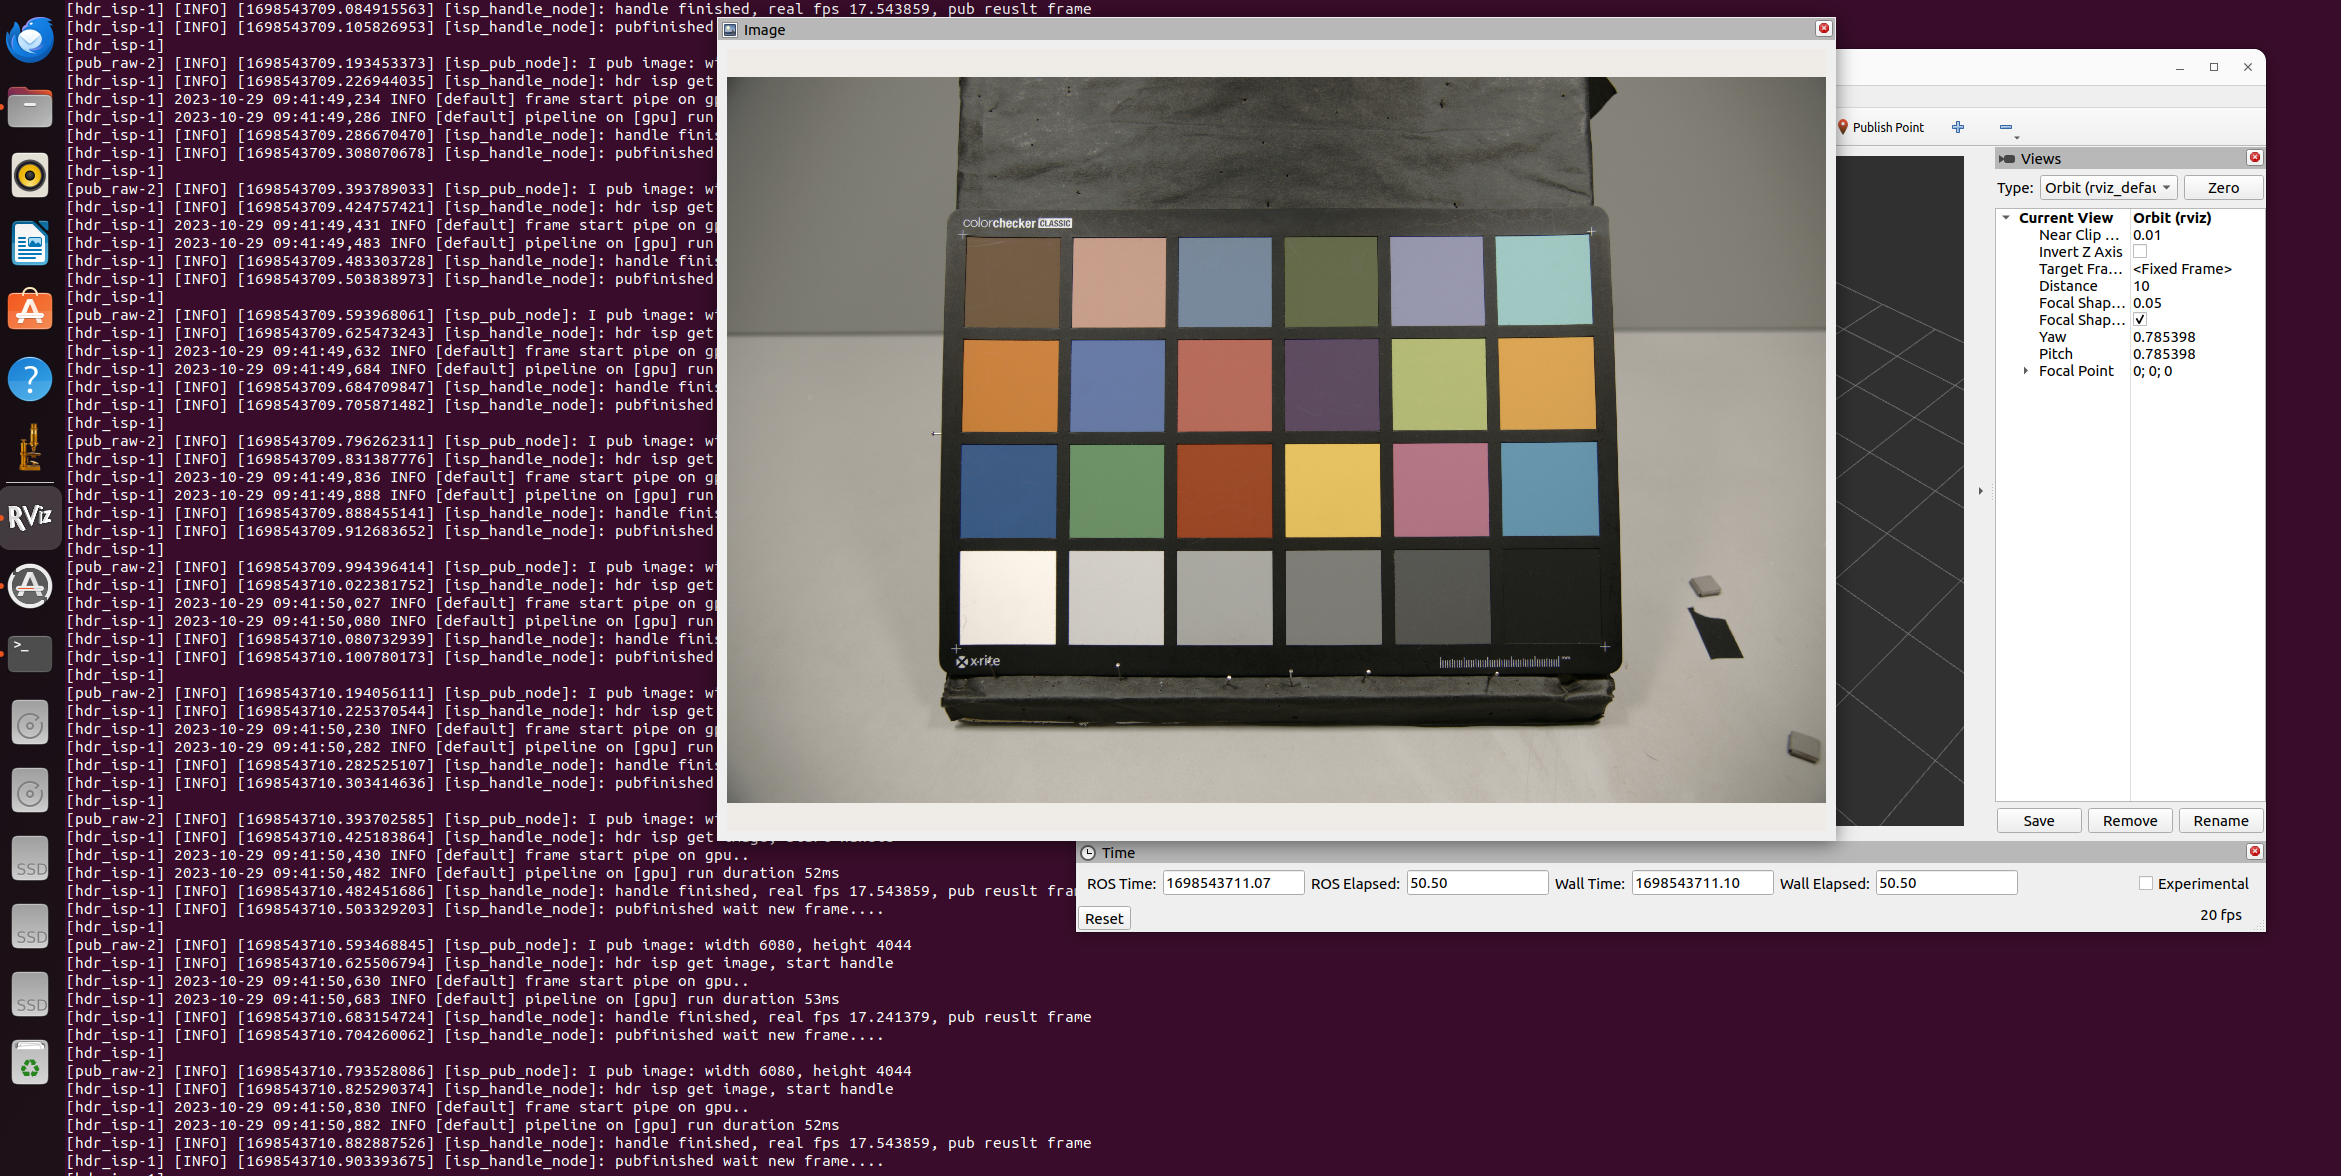 [hdr_isp-1] [INFO] [1698543709.084915563] [isp_handle_node]: handle finished, real fps 17.543859, pub reuslt frame
[hdr_isp-1] [INFO] [1698543709.105826953] [isp_handle_node]: pubfinished
[hdr_isp-1]
[pub_raw-2] [INFO] [1698543709.193453373] [isp_pub_node]: I pub image: w
[hdr_isp-1] [INFO] [1698543709.226944035] [isp_handle_node]: hdr isp get
[hdr_isp-1] 2023-10-29 09:41:49,234 INFO [default] frame start pipe on g
[hdr_isp-1] 2023-10-29 09:41:49,286 INFO [default] pipeline on [gpu] run
[hdr_isp-1] [INFO] [1698543709.286670470] [isp_handle_node]: handle fini
[hdr_isp-1] [INFO] [1698543709.308070678] [isp_handle_node]: pubfinished
[hdr_isp-1]
[pub_raw-2] [INFO] [1698543709.393789033] [isp_pub_node]: I pub image: w
[hdr_isp-1] [INFO] [1698543709.424757421] [isp_handle_node]: hdr isp get
[hdr_isp-1] 2023-10-29 09:41:49,431 INFO [default] frame start pipe on g
[hdr_isp-1] 2023-10-29 09:41:49,483 INFO [default] pipeline on [gpu] run
[hdr_isp-1] [INFO] [1698543709.483303728] [isp_handle_node]: handle fini
[hdr_isp-1] [INFO] [1698543709.503838973] [isp_handle_node]: pubfinished
[hdr_isp-1]
[pub_raw-2] [INFO] [1698543709.593968061] [isp_pub_node]: I pub image: w
[hdr_isp-1] [INFO] [1698543709.625473243] [isp_handle_node]: hdr isp get
[hdr_isp-1] 2023-10-29 09:41:49,632 INFO [default] frame start pipe on g
[hdr_isp-1] 2023-10-29 09:41:49,684 INFO [default] pipeline on [gpu] run
[hdr_isp-1] [INFO] [1698543709.684709847] [isp_handle_node]: handle fini
[hdr_isp-1] [INFO] [1698543709.705871482] [isp_handle_node]: pubfinished
[hdr_isp-1]
[pub_raw-2] [INFO] [1698543709.796262311] [isp_pub_node]: I pub image: w
[hdr_isp-1] [INFO] [1698543709.831387776] [isp_handle_node]: hdr isp get
[hdr_isp-1] 2023-10-29 09:41:49,836 INFO [default] frame start pipe on g
[hdr_isp-1] 2023-10-29 09:41:49,888 INFO [default] pipeline on [gpu] run
[hdr_isp-1] [INFO] [1698543709.888455141] [isp_handle_node]: handle fini
[hdr_isp-1] [INFO] [1698543709.912683652] [isp_handle_node]: pubfinished
[hdr_isp-1]
[pub_raw-2] [INFO] [1698543709.994396414] [isp_pub_node]: I pub image: w
[hdr_isp-1] [INFO] [1698543710.022381752] [isp_handle_node]: hdr isp get
[hdr_isp-1] 2023-10-29 09:41:50,027 INFO [default] frame start pipe on g
[hdr_isp-1] 2023-10-29 09:41:50,080 INFO [default] pipeline on [gpu] run
[hdr_isp-1] [INFO] [1698543710.080732939] [isp_handle_node]: handle fini
[hdr_isp-1] [INFO] [1698543710.100780173] [isp_handle_node]: pubfinished
[hdr_isp-1]
[pub_raw-2] [INFO] [1698543710.194056111] [isp_pub_node]: I pub image: w
[hdr_isp-1] [INFO] [1698543710.225370544] [isp_handle_node]: hdr isp get
[hdr_isp-1] 2023-10-29 09:41:50,230 INFO [default] frame start pipe on g
[hdr_isp-1] 2023-10-29 09:41:50,282 INFO [default] pipeline on [gpu] run
[hdr_isp-1] [INFO] [1698543710.282525107] [isp_handle_node]: handle fini
[hdr_isp-1] [INFO] [1698543710.303414636] [isp_handle_node]: pubfinished
[hdr_isp-1]
[pub_raw-2] [INFO] [1698543710.393702585] [isp_pub_node]: I pub image: w
[hdr_isp-1] [INFO] [1698543710.425183864] [isp_handle_node]: hdr isp get
[hdr_isp-1] 2023-10-29 09:41:50,430 INFO [default] frame start pipe on gpu..
[hdr_isp-1] 2023-10-29 09:41:50,482 INFO [default] pipeline on [gpu] run duration 52ms
[hdr_isp-1] [INFO] [1698543710.482451686] [isp_handle_node]: handle finished, real fps 17.543859, pub reuslt fra
[hdr_isp-1] [INFO] [1698543710.503329203] [isp_handle_node]: pubfinished wait new frame....
[hdr_isp-1]
[pub_raw-2] [INFO] [1698543710.593468845] [isp_pub_node]: I pub image: width 6080, height 4044
[hdr_isp-1] [INFO] [1698543710.625506794] [isp_handle_node]: hdr isp get image, start handle
[hdr_isp-1] 2023-10-29 09:41:50,630 INFO [default] frame start pipe on gpu..
[hdr_isp-1] 2023-10-29 09:41:50,683 INFO [default] pipeline on [gpu] run duration 53ms
[hdr_isp-1] [INFO] [1698543710.683154724] [isp_handle_node]: handle finished, real fps 17.241379, pub reuslt frame
[hdr_isp-1] [INFO] [1698543710.704260062] [isp_handle_node]: pubfinished wait new frame....
[hdr_isp-1]
[pub_raw-2] [INFO] [1698543710.793528086] [isp_pub_node]: I pub image: width 6080, height 4044
[hdr_isp-1] [INFO] [1698543710.825290374] [isp_handle_node]: hdr isp get image, start handle
[hdr_isp-1] 2023-10-29 09:41:50,830 INFO [default] frame start pipe on gpu..
[hdr_isp-1] 2023-10-29 09:41:50,882 INFO [default] pipeline on [gpu] run duration 52ms
[hdr_isp-1] [INFO] [1698543710.882887526] [isp_handle_node]: handle finished, real fps 17.543859, pub reuslt frame
[hdr_isp-1] [INFO] [1698543710.903393675] [isp_handle_node]: pubfinished wait new frame....
RViz
SSD
SSD
SSD
Image
colorchecker CLASSIC
x-rite
mm
Publish Point
Views
Type: Orbit (rviz_defau Zero
Current View Orbit (rviz)
Near Clip ... 0.01
Invert Z Axis
Target Fra... <Fixed Frame>
Distance 10
Focal Shap... 0.05
Focal Shap...
Yaw 0.785398
Pitch 0.785398
Focal Point 0; 0; 0
Save Remove Rename
Time
ROS Time: 1698543711.07 ROS Elapsed: 50.50 Wall Time: 1698543711.10 Wall Elapsed: 50.50 Experimental
Reset 20 fps